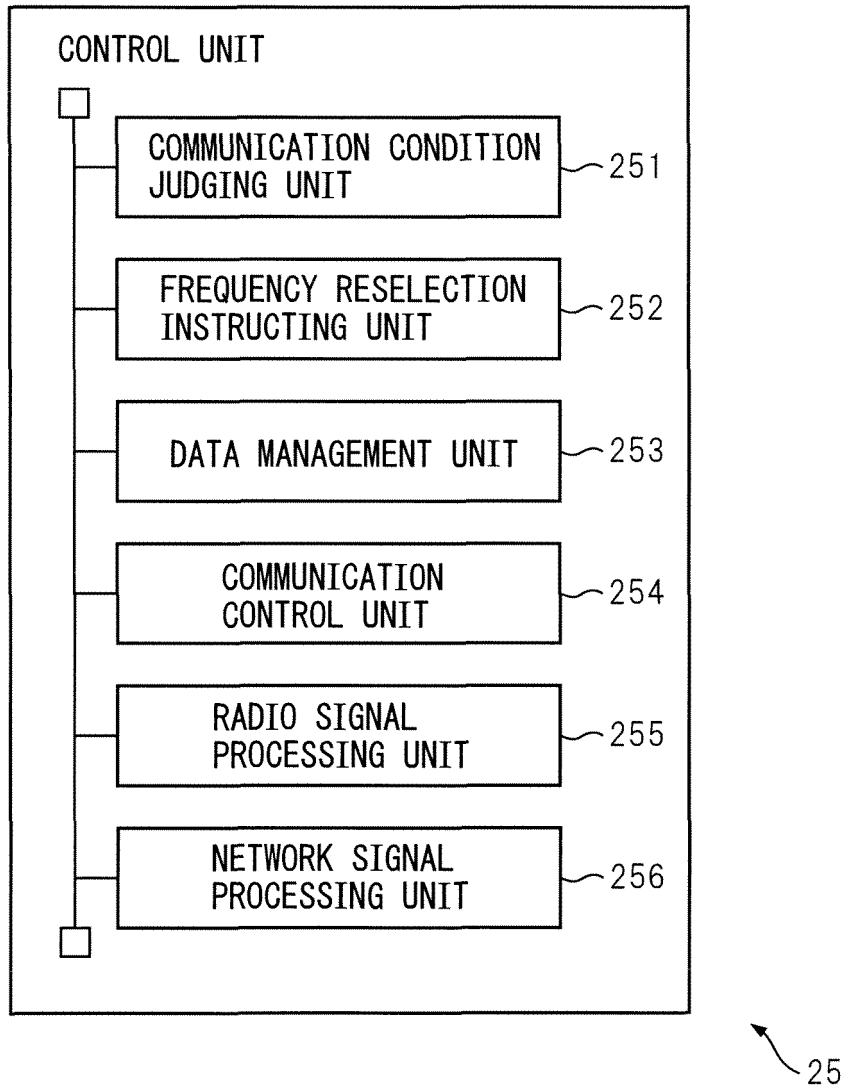 CONTROL UNIT
COMMUNICATION CONDITION
JUDGING UNIT
251
FREQUENCY RESELECTION
INSTRUCTING UNIT
252
DATA MANAGEMENT UNIT
253
COMMUNICATION
CONTROL UNIT
254
RADIO SIGNAL
PROCESSING UNIT
255
NETWORK SIGNAL
PROCESSING UNIT
256
25